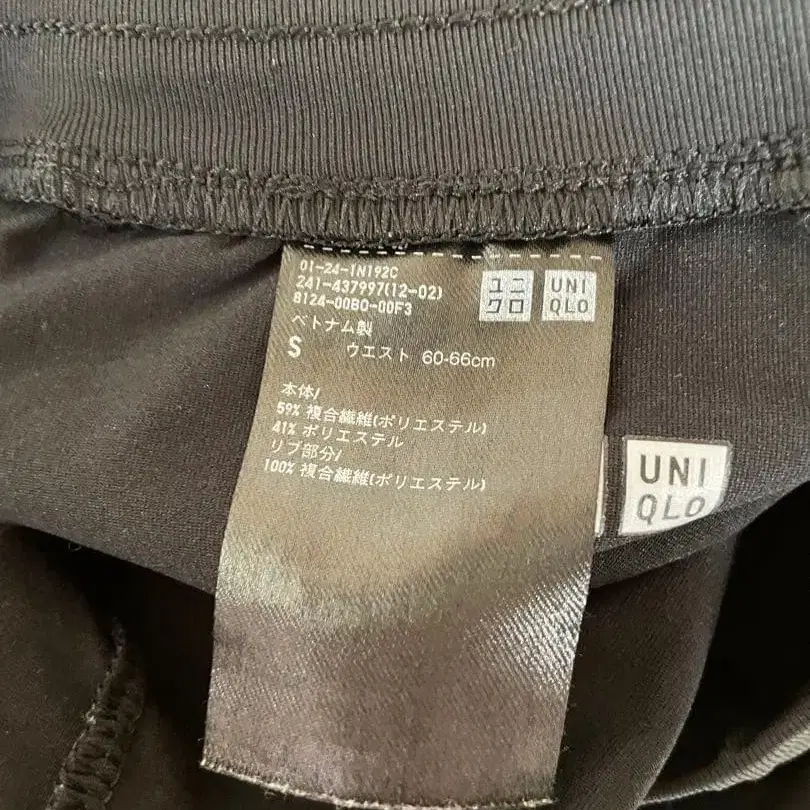 01-24-1N192C
241-437997(12-02)
8124-00B0-00F3
ユニ
クロ
UNI
QLO
ベトナム製
S ウエスト 60-66cm
本体/
59% 複合繊維(ポリエステル)
41% ポリエステル
リブ部分/
100% 複合繊維(ポリエステル)
UNI
QLO